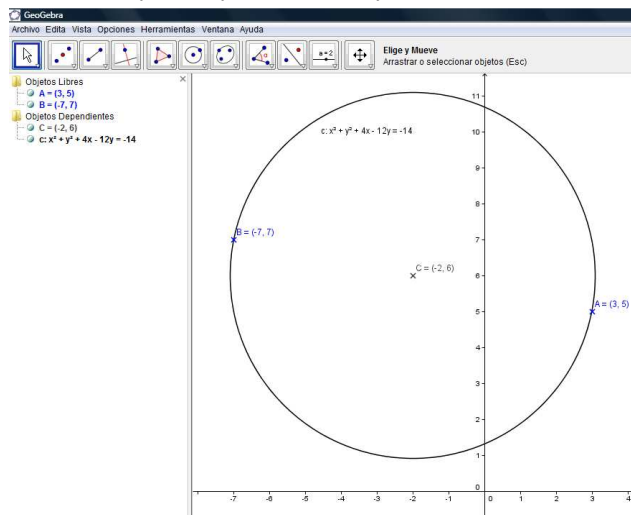 GeoGebra
Archivo Edita Vista Opciones Herramientas Ventana Ayuda
a = 2
Elige y Mueve
Arrastrar o seleccionar objetos (Esc)
Objetos Libres
A = (3, 5)
B = (-7, 7)
Objetos Dependientes
C = (-2, 6)
c: x² + y² + 4x - 12y = -14
11
c: x² + y² + 4x - 12y = -14
10
9
8
B = (-7, 7)
7
C = (-2, 6)
6
A = (3, 5)
5
4
3
2
1
0
-7 -6 -5 -4 -3 -2 -1 0 1 2 3 4